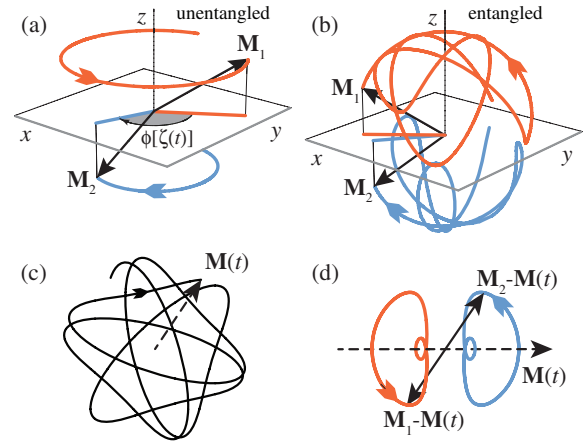 (a)
z
unentangled
M₁
x
y
ϕ[ζ(t)]
M₂
(b)
z
entangled
M₁
x
y
M₂
(c)
M(t)
(d)
M₂-M(t)
M(t)
M₁-M(t)